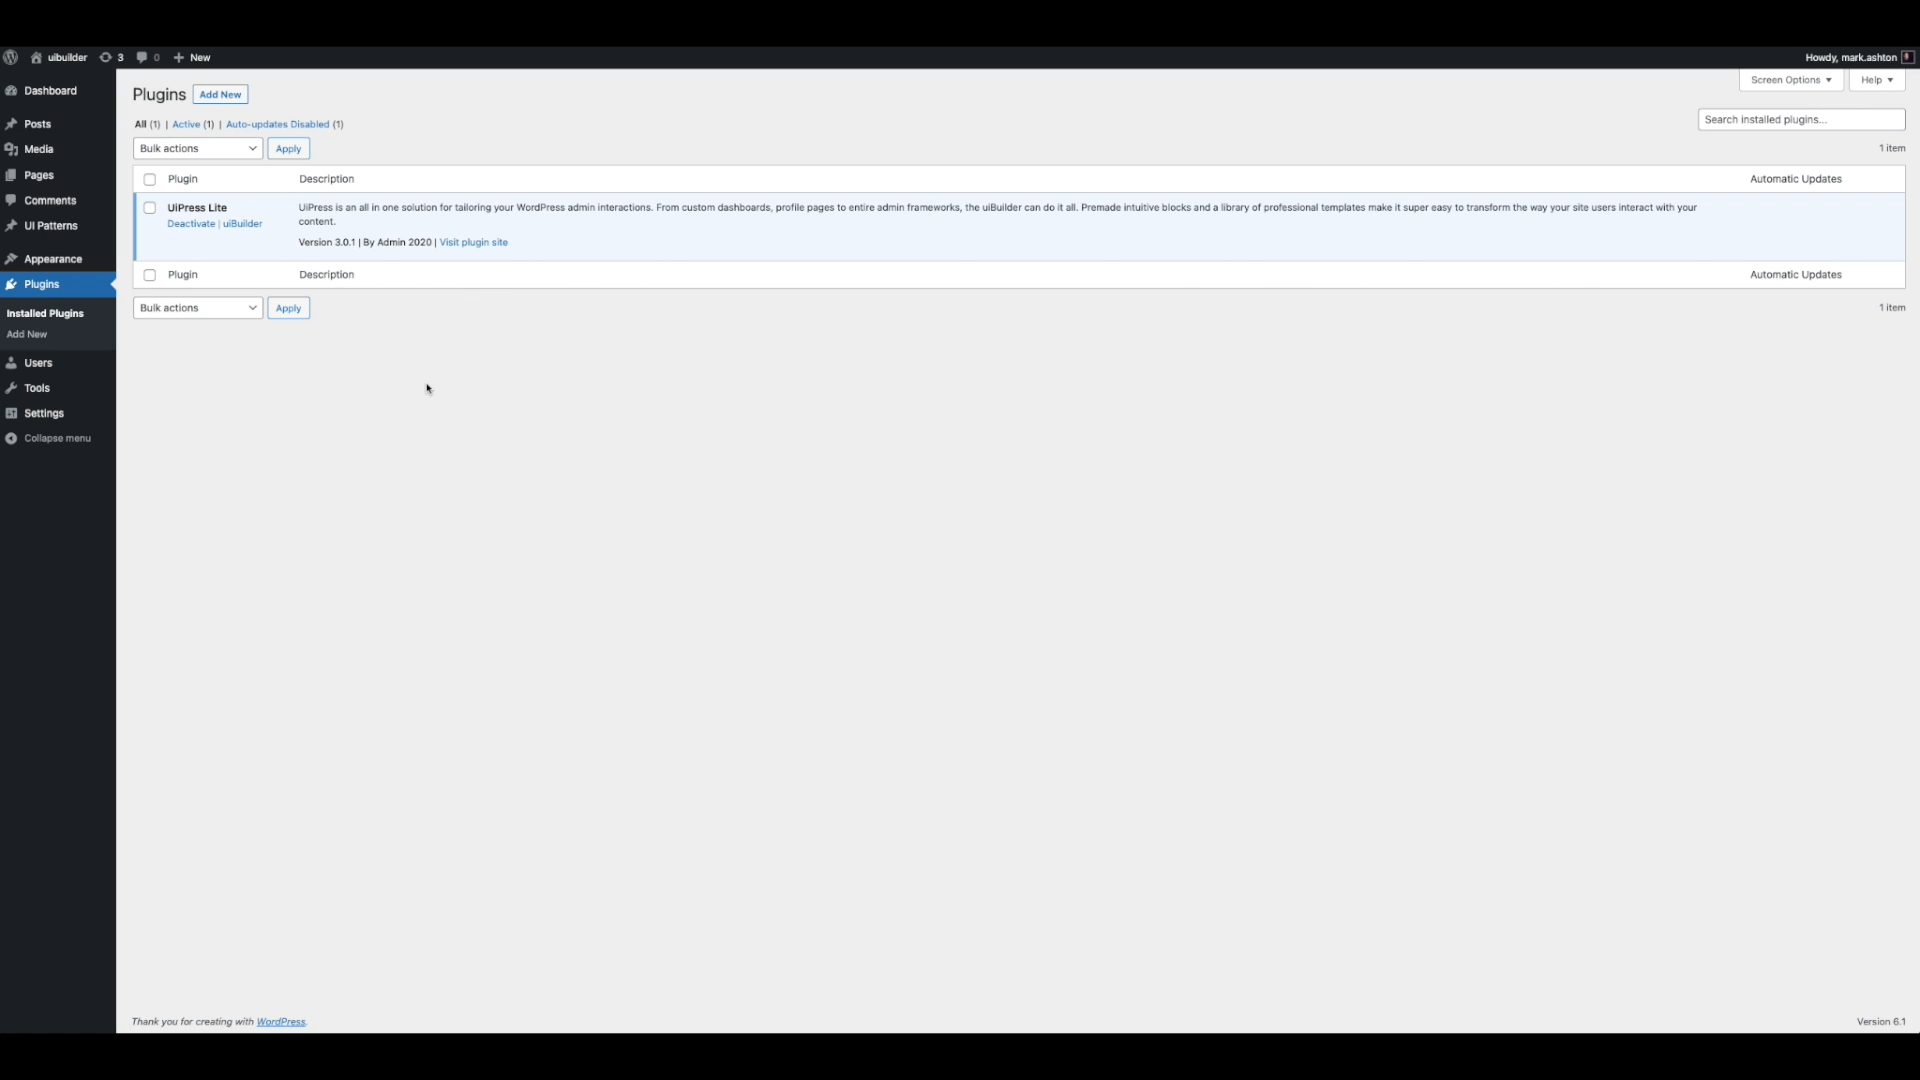 uibuilder 3 0 New Howdy, mark.ashton
Dashboard
Posts
Media
Pages
Comments
UI Patterns
Appearance
Plugins
Installed Plugins
Add New
Users
Tools
Settings
Collapse menu
Screen Options ▼ Help ▼
Plugins Add New
All (1) | Active (1) | Auto-updates Disabled (1)
Search installed plugins...
Bulk actions Apply 1 item
Plugin Description Automatic Updates
UiPress Lite
Deactivate | uiBuilder
UiPress is an all in one solution for tailoring your WordPress admin interactions. From custom dashboards, profile pages to entire admin frameworks, the uiBuilder can do it all. Premade intuitive blocks and a library of professional templates make it super easy to transform the way your site users interact with your
content.
Version 3.0.1 | By Admin 2020 | Visit plugin site
Plugin Description Automatic Updates
Bulk actions Apply 1 item
Thank you for creating with WordPress. Version 6.1